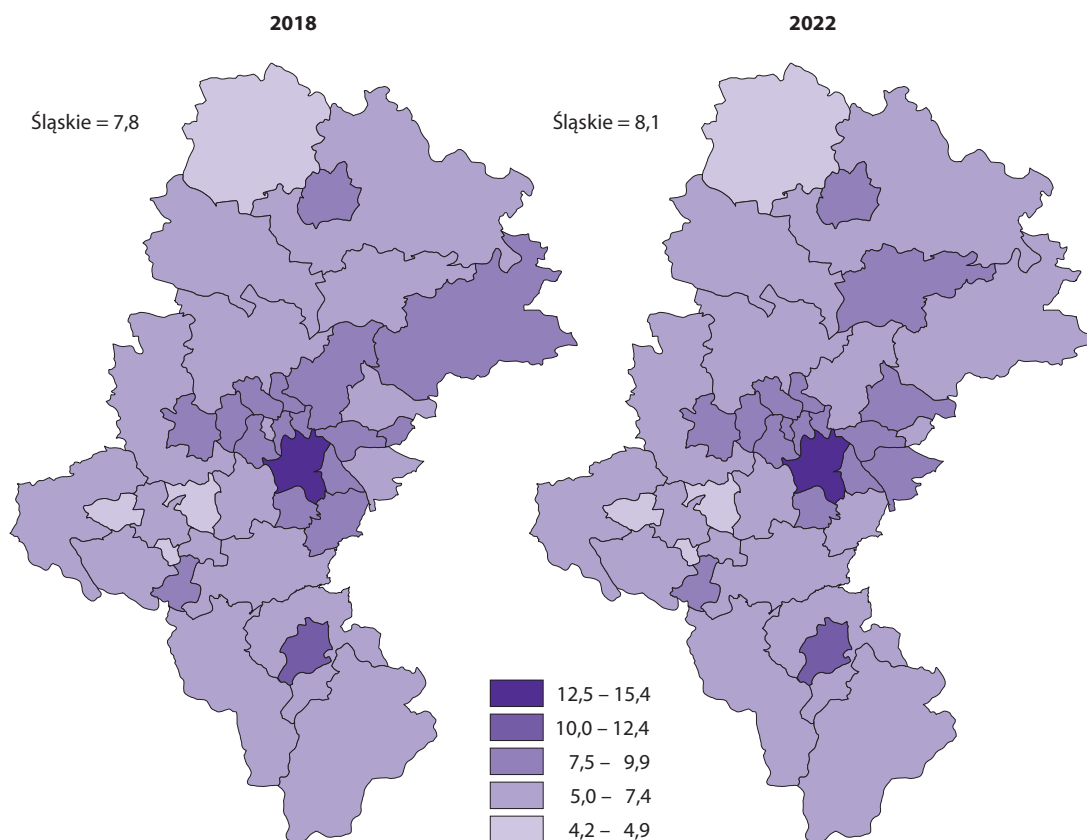 2018
2022
Śląskie = 7,8
Śląskie = 8,1
12,5 – 15,4
10,0 – 12,4
7,5 – 9,9
5,0 – 7,4
4,2 – 4,9